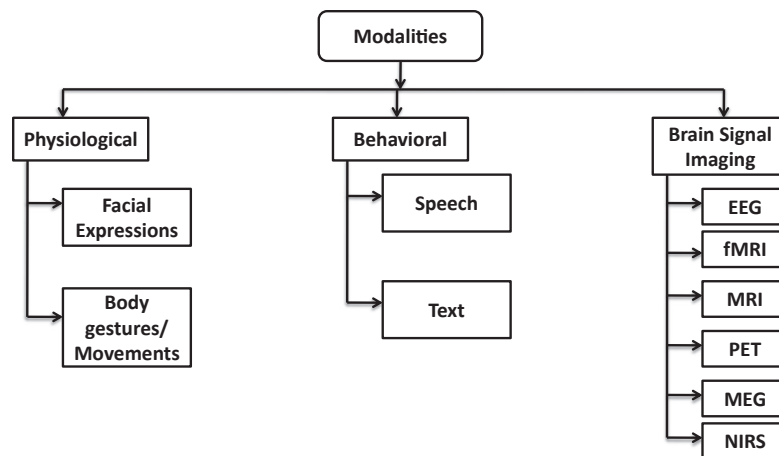 Modalities
Physiological
Facial
Expressions
Body
gestures/
Movements
Behavioral
Speech
Text
Brain Signal
Imaging
EEG
fMRI
MRI
PET
MEG
NIRS